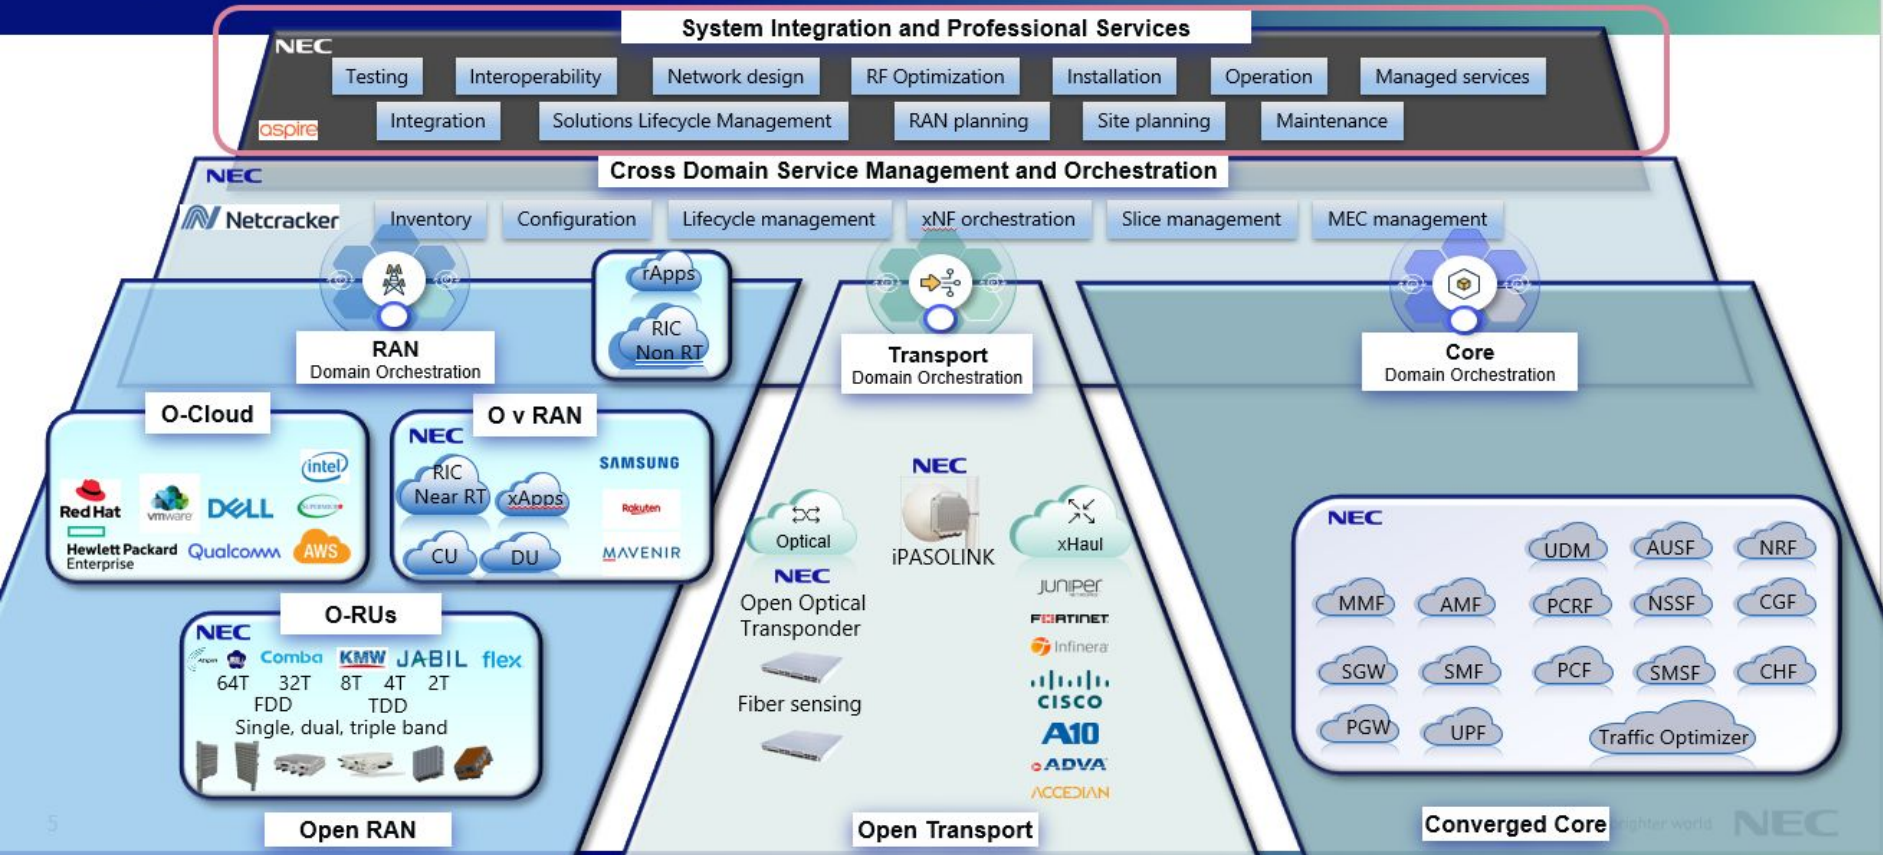 System Integration and Professional Services
NEC
Testing
Interoperability
Network design
RF Optimization
Installation
Operation
Managed services
aspire
Integration
Solutions Lifecycle Management
RAN planning
Site planning
Maintenance
Cross Domain Service Management and Orchestration
NEC
Netcracker
Inventory
Configuration
Lifecycle management
xNF orchestration
Slice management
MEC management
rApps
RIC
Non RT
RAN
Domain Orchestration
Transport
Domain Orchestration
Core
Domain Orchestration
O-Cloud
intel
Red Hat
vmware
DELL
SUPERMICR
Hewlett Packard
Enterprise
Qualcomm
AWS
O v RAN
NEC
RIC
Near RT
xApps
CU
DU
SAMSUNG
Rakuten
MAVENIR
O-RUs
NEC
Comba
KMW
JABIL
flex
64T 32T 8T 4T 2T
FDD TDD
Single, dual, triple band
Open RAN
Optical
NEC
Open Optical
Transponder
Fiber sensing
NEC
iPASOLINK
xHaul
JUNIPEr
NETWORKS
FORTINET
Infinera
CISCO
A10
ADVA
ACCEDIAN
Open Transport
NEC
UDM
AUSF
NRF
MMF
AMF
PCRF
NSSF
CGF
SGW
SMF
PCF
SMSF
CHF
PGW
UPF
Traffic Optimizer
Converged Core
5
brighter world
NEC